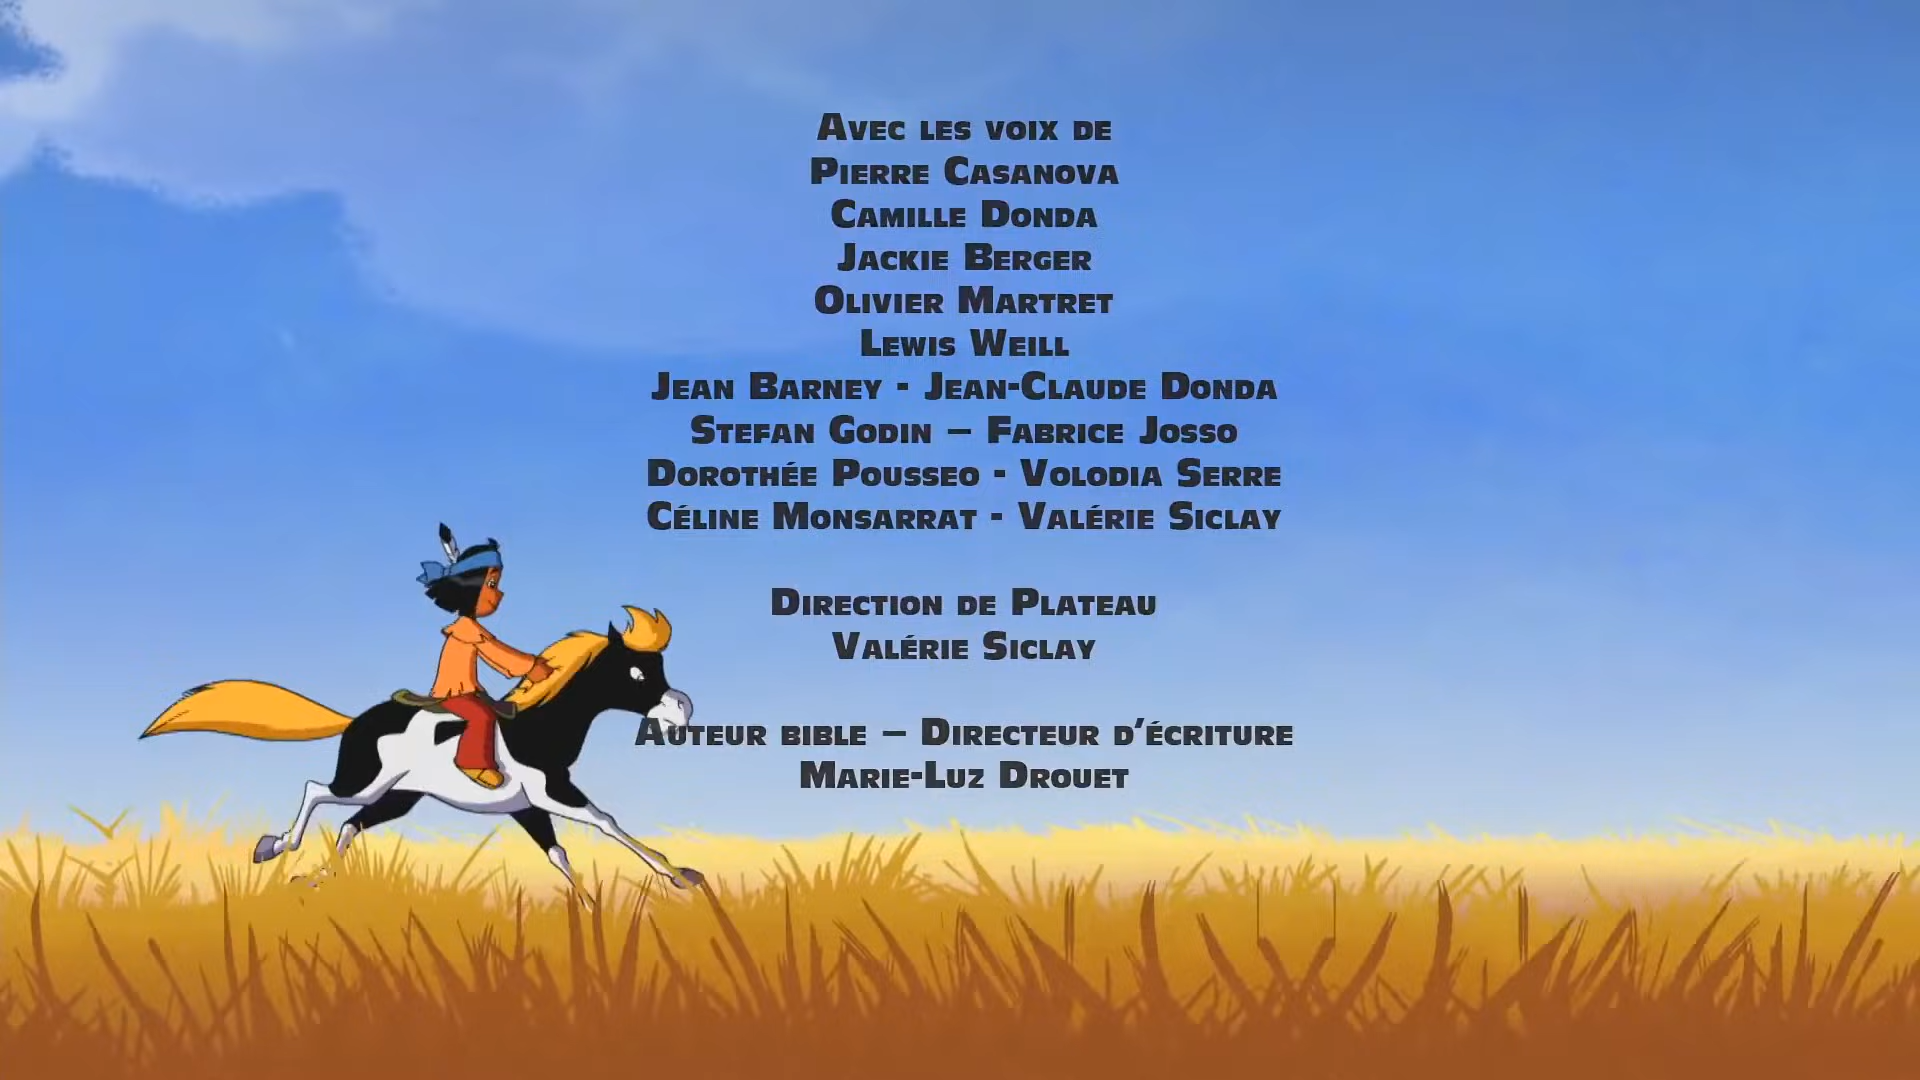 Avec les voix de
Pierre Casanova
Camille Donda
Jackie Berger
Olivier Martret
Lewis Weill
Jean Barney - Jean-Claude Donda
Stefan Godin – Fabrice Josso
Dorothée Pousseo - Volodia Serre
Céline Monsarrat - Valérie Siclay
Direction de Plateau
Valérie Siclay
Auteur bible – Directeur d'écriture
Marie-Luz Drouet